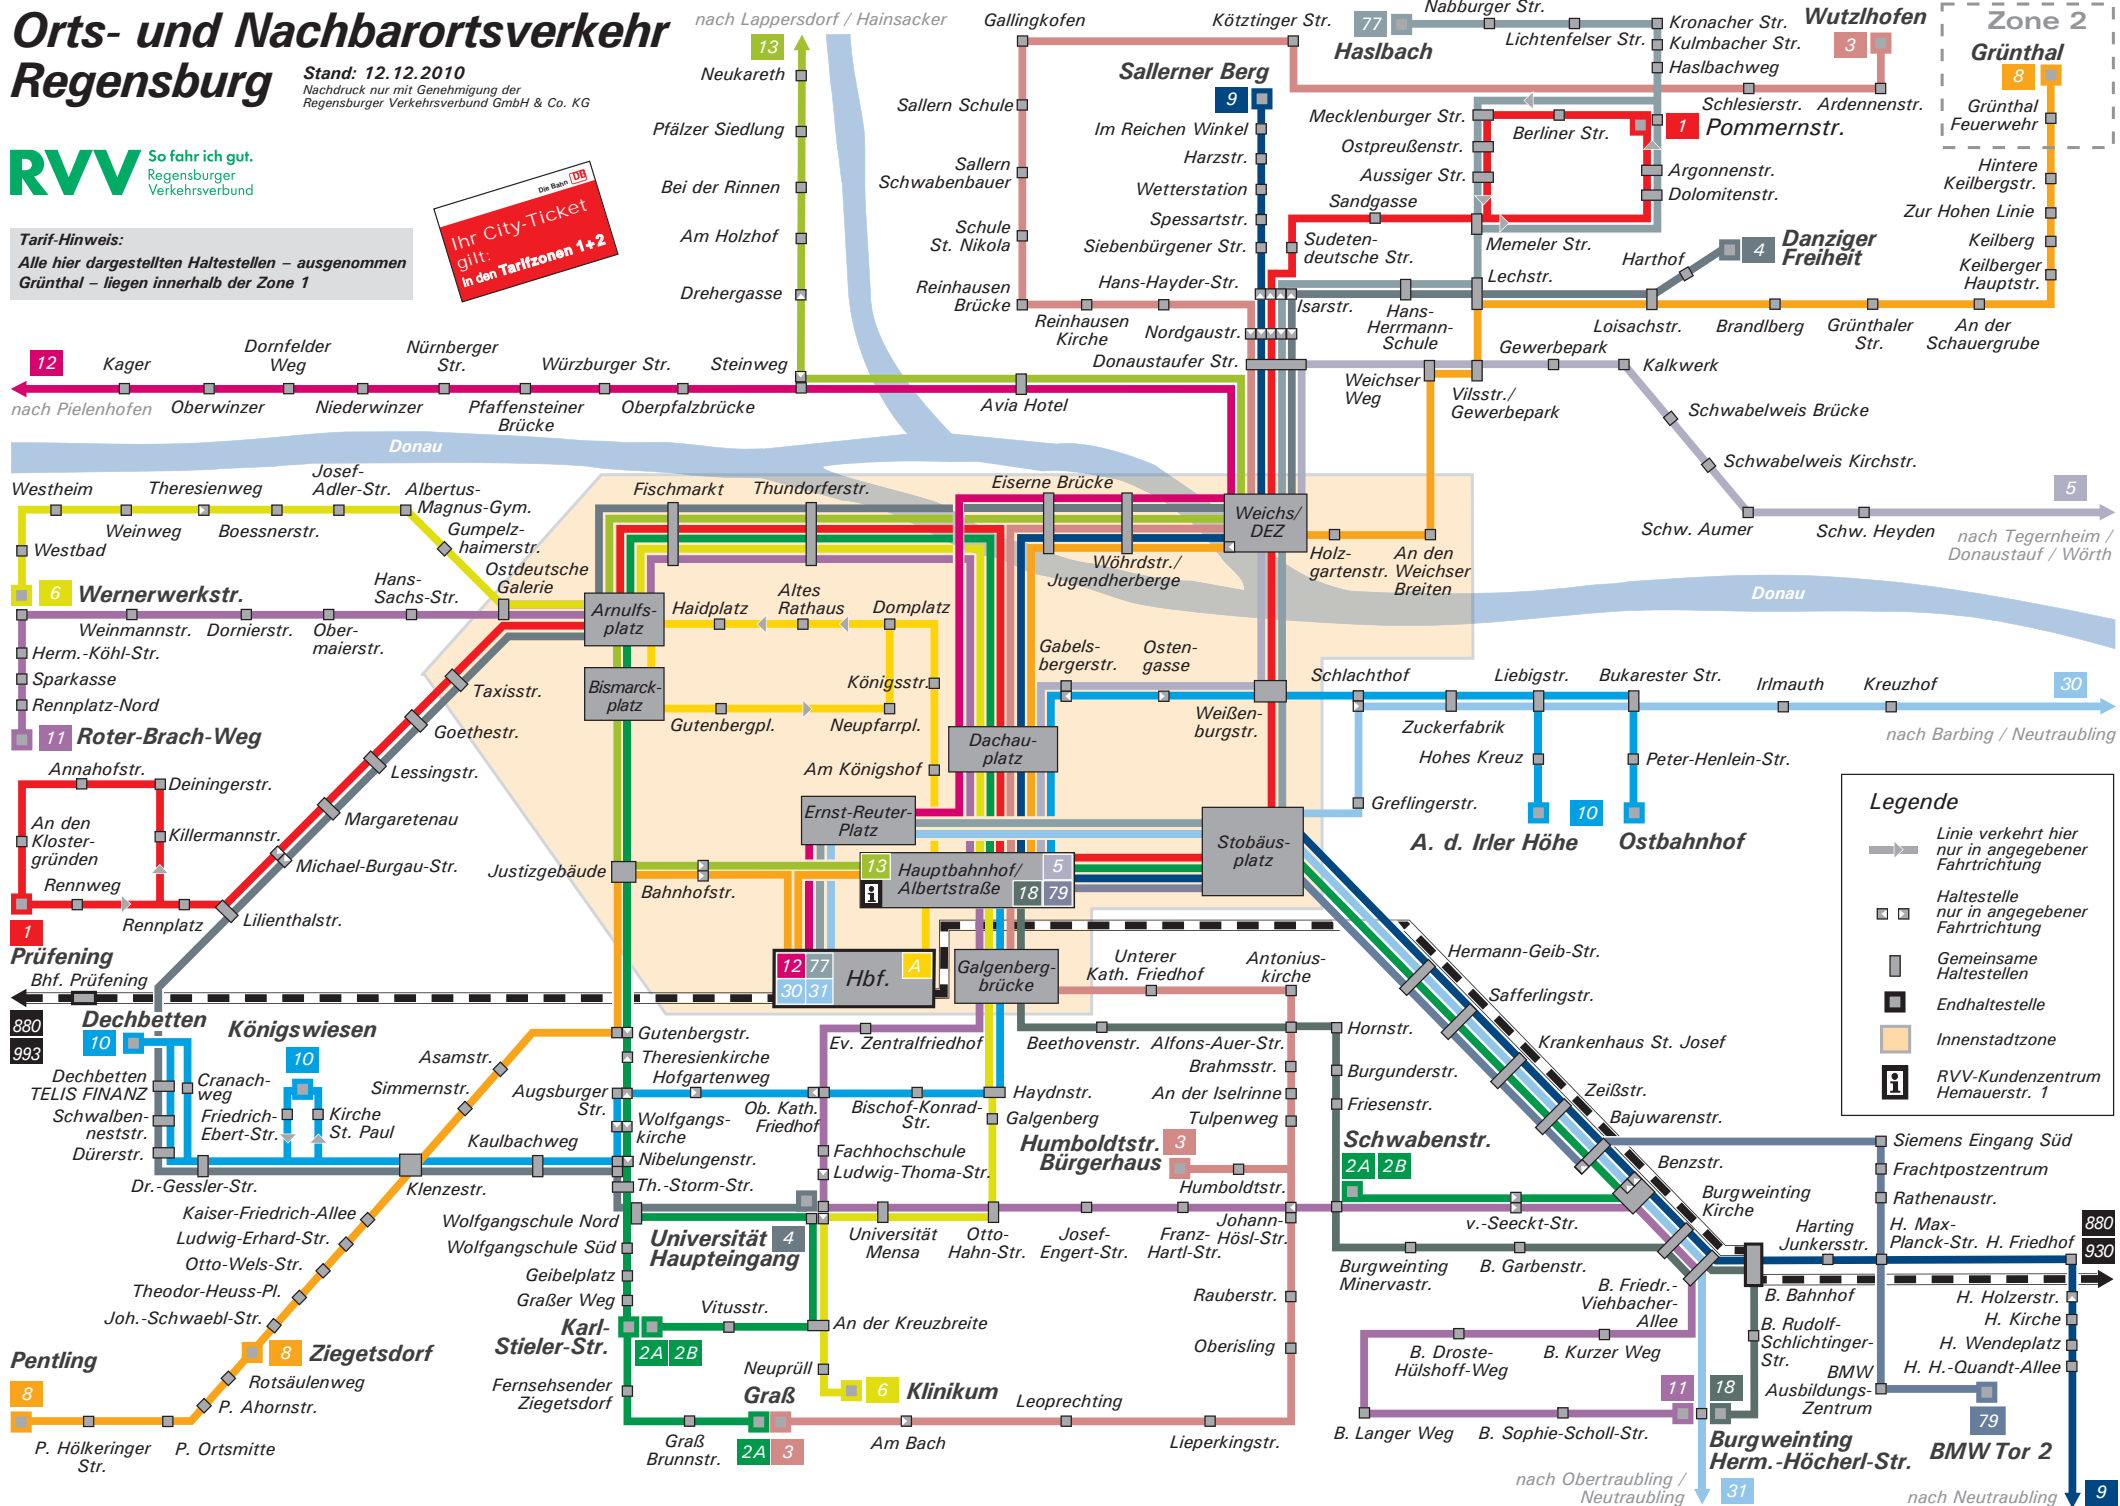 Orts- und Nachbarortsverkehr
Regensburg
Stand: 12.12.2010
Nachdruck nur mit Genehmigung der
Regensburger Verkehrsverbund GmbH & Co. KG
RVV
So fahr ich gut.
Regensburger
Verkehrsverbund
Die Bahn DB
Ihr City-Ticket
gilt:
in den Tarifzonen 1+2
Tarif-Hinweis:
Alle hier dargestellten Haltestellen – ausgenommen
Grünthal – liegen innerhalb der Zone 1
nach Lappersdorf / Hainsacker
13
Neukareth
Pfälzer Siedlung
Bei der Rinnen
Am Holzhof
Drehergasse
Steinweg
Gallingkofen
Kötztinger Str.
Sallern Schule
Sallern
Schwabenbauer
Schule
St. Nikola
Reinhausen
Brücke
Reinhausen
Kirche
Nordgaustr.
Donaustaufer Str.
Sallerner Berg
9
Im Reichen Winkel
Harzstr.
Wetterstation
Spessartstr.
Siebenbürgener Str.
Hans-Hayder-Str.
77
Haslbach
Nabburger Str.
Lichtenfelser Str.
Kronacher Str.
Kulmbacher Str.
Haslbachweg
Wutzlhofen
3
Schlesierstr.
Ardennenstr.
Zone 2
Grünthal
8
Grünthal
Feuerwehr
Hintere
Keilbergstr.
Zur Hohen Linie
Keilberg
Keilberger
Hauptstr.
Mecklenburger Str.
Berliner Str.
1
Pommernstr.
Ostpreußenstr.
Aussiger Str.
Sandgasse
Argonnenstr.
Dolomitenstr.
Memeler Str.
Sudeten-
deutsche Str.
Danziger
Freiheit
4
Harthof
Lechstr.
Isarstr.
Hans-
Herrmann-
Schule
Loisachstr.
Brandlberg
Grünthaler
Str.
An der
Schauergrube
Gewerbepark
Kalkwerk
Weichser
Weg
Vilsstr./
Gewerbepark
Schwabelweis Brücke
Schwabelweis Kirchstr.
5
Schw. Aumer
Schw. Heyden
nach Tegernheim /
Donaustauf / Wörth
12
Kager
Dornfelder
Weg
Nürnberger
Str.
Würzburger Str.
nach Pielenhofen
Oberwinzer
Niederwinzer
Pfaffensteiner
Brücke
Oberpfalzbrücke
Avia Hotel
Donau
Donau
Westheim
Theresienweg
Josef-
Adler-Str.
Albertus-
Magnus-Gym.
Weinweg
Boessnerstr.
Gumpelz-
haimerstr.
Westbad
Ostdeutsche
Galerie
6
Wernerwerkstr.
Hans-
Sachs-Str.
Weinmannstr.
Dornierstr.
Ober-
maierstr.
Herm.-Köhl-Str.
Sparkasse
Rennplatz-Nord
11
Roter-Brach-Weg
Fischmarkt
Thundorferstr.
Eiserne Brücke
Wöhrdstr./
Jugendherberge
Weichs/
DEZ
Holz-
gartenstr.
An den
Weichser
Breiten
Arnulfs-
platz
Haidplatz
Altes
Rathaus
Domplatz
Bismarck-
platz
Königsstr.
Gutenbergpl.
Neupfarrpl.
Am Königshof
Gabels-
bergerstr.
Osten-
gasse
Weißen-
burgstr.
Dachau-
platz
Ernst-Reuter-
Platz
Stobäus-
platz
13
Hauptbahnhof/
Albertstraße
5
18
79
i
12
77
30
31
Hbf.
A
Galgenberg-
brücke
Justizgebäude
Bahnhofstr.
Schlachthof
Liebigstr.
Bukarester Str.
Irlmauth
Kreuzhof
30
Zuckerfabrik
nach Barbing / Neutraubling
Hohes Kreuz
Peter-Henlein-Str.
Greflingerstr.
A. d. Irler Höhe
10
Ostbahnhof
Annahofstr.
Deiningerstr.
An den
Kloster-
gründen
Killermannstr.
Rennweg
Rennplatz
1
Prüfening
Bhf. Prüfening
Taxisstr.
Goethestr.
Lessingstr.
Margaretenau
Michael-Burgau-Str.
Lilienthalstr.
880
993
Dechbetten
10
Königswiesen
10
Dechbetten
TELIS FINANZ
Cranach-
weg
Schwalben-
neststr.
Friedrich-
Ebert-Str.
Kirche
St. Paul
Dürerstr.
Dr.-Gessler-Str.
Klenzestr.
Kaulbachweg
Asamstr.
Simmernstr.
Gutenbergstr.
Theresienkirche
Hofgartenweg
Augsburger
Str.
Wolfgangs-
kirche
Nibelungenstr.
Th.-Storm-Str.
Wolfgangschule Nord
Wolfgangschule Süd
Geibelplatz
Graßer Weg
Karl-
Stieler-Str.
2A
2B
Vitusstr.
Fernsehsender
Ziegetsdorf
Kaiser-Friedrich-Allee
Ludwig-Erhard-Str.
Otto-Wels-Str.
Theodor-Heuss-Pl.
Joh.-Schwaebl-Str.
8
Ziegetsdorf
Rotsäulenweg
P. Ahornstr.
Pentling
8
P. Hölkeringer
Str.
P. Ortsmitte
Ev. Zentralfriedhof
Ob. Kath.
Friedhof
Bischof-Konrad-
Str.
Haydnstr.
Galgenberg
Fachhochschule
Ludwig-Thoma-Str.
Universität
Haupteingang
4
Universität
Mensa
Otto-
Hahn-Str.
Josef-
Engert-Str.
Franz-
Hartl-Str.
Johann-
Hösl-Str.
An der Kreuzbreite
Neuprüll
6
Klinikum
Graß
2A
3
Graß
Brunnstr.
Am Bach
Leoprechting
Lieperkingstr.
Oberisling
Rauberstr.
Unterer
Kath. Friedhof
Antonius-
kirche
Beethovenstr.
Alfons-Auer-Str.
Hornstr.
Brahmsstr.
An der Iselrinne
Tulpenweg
Burgunderstr.
Friesenstr.
Humboldtstr.
Bürgerhaus
3
Humboldtstr.
Schwabenstr.
2A
2B
v.-Seeckt-Str.
Hermann-Geib-Str.
Safferlingstr.
Krankenhaus St. Josef
Zeißstr.
Bajuwarenstr.
Benzstr.
Burgweinting
Kirche
Siemens Eingang Süd
Frachtpostzentrum
Rathenaustr.
Harting
Junkersstr.
H. Max-
Planck-Str.
H. Friedhof
880
930
Burgweinting
Minervastr.
B. Garbenstr.
B. Friedr.-
Viehbacher-
Allee
B. Bahnhof
B. Rudolf-
Schlichtinger-
Str.
B. Droste-
Hülshoff-Weg
B. Kurzer Weg
B. Langer Weg
B. Sophie-Scholl-Str.
11
18
Burgweinting
Herm.-Höcherl-Str.
H. Holzerstr.
H. Kirche
H. Wendeplatz
H. H.-Quandt-Allee
BMW
Ausbildungs-
Zentrum
79
BMW Tor 2
nach Obertraubling /
Neutraubling
31
nach Neutraubling
9
Legende
Linie verkehrt hier
nur in angegebener
Fahrtrichtung
Haltestelle
nur in angegebener
Fahrtrichtung
Gemeinsame
Haltestellen
Endhaltestelle
Innenstadtzone
i
RVV-Kundenzentrum
Hemauerstr. 1